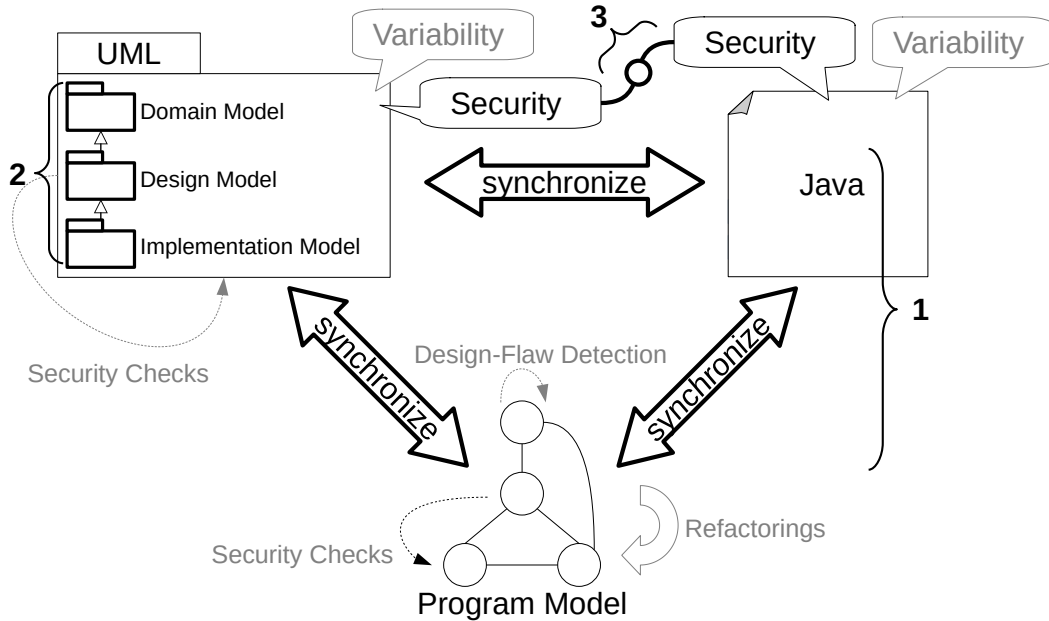 3
UML
Variability
Security
Variability
Security
Domain Model
2
Design Model
synchronize
Java
Implementation Model
1
synchronize
synchronize
Security Checks
Design-Flaw Detection
Security Checks
Refactorings
Program Model